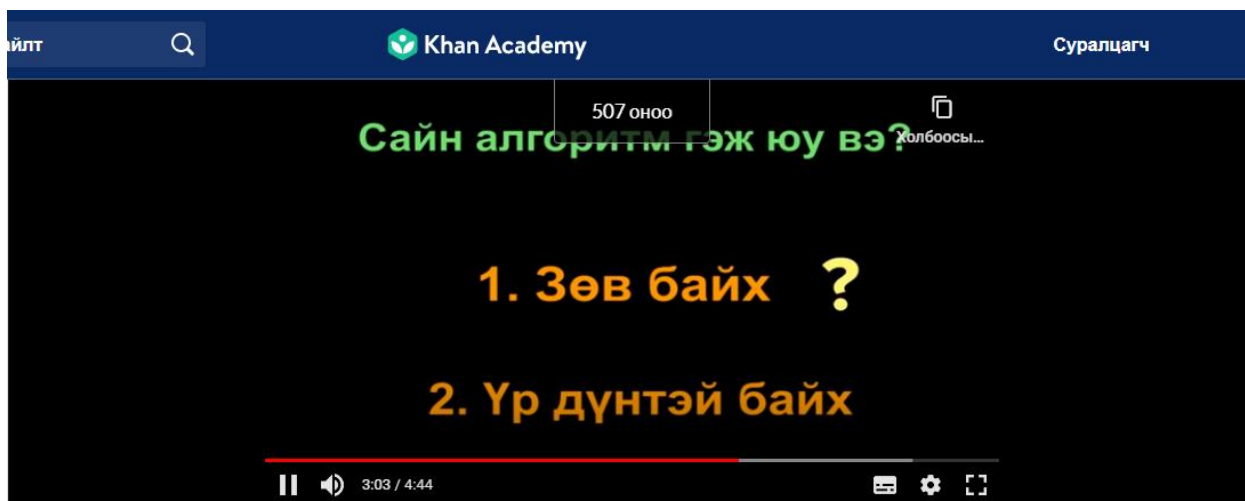 йлт
Khan Academy
Суралцагч
507 оноо
Холбоосы...
Сайн алгоритм гэж юу вэ?
1. Зөв байх ?
2. Үр дүнтэй байх
3:03 / 4:44